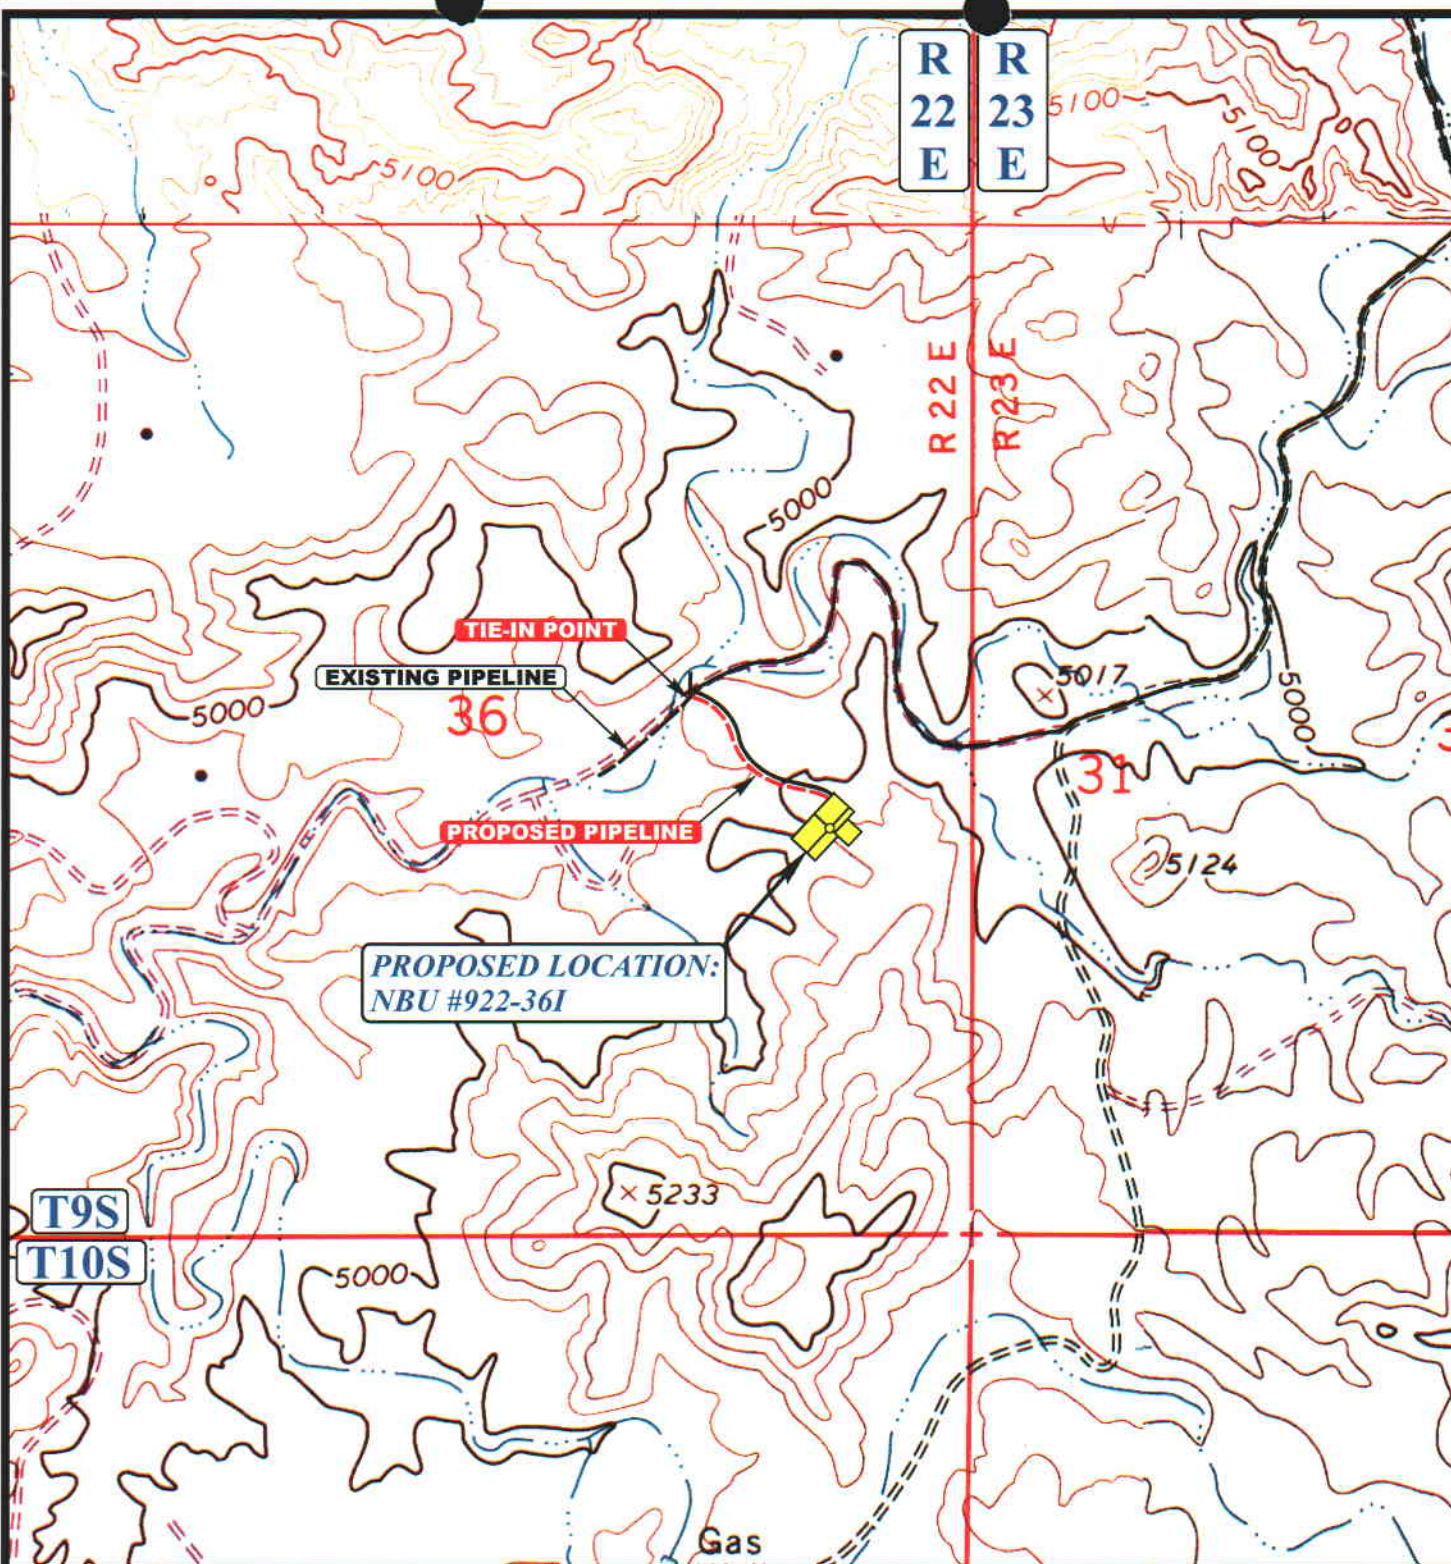 R
22
E
R
23
E
5100
5100
5100
R 22 E
R 23 E
5000
TIE-IN POINT
EXISTING PIPELINE
5017
5000
36
5000
31
PROPOSED PIPELINE
5124
PROPOSED LOCATION:
NBU #922-36I
5233
T9S
T10S
5000
Gas